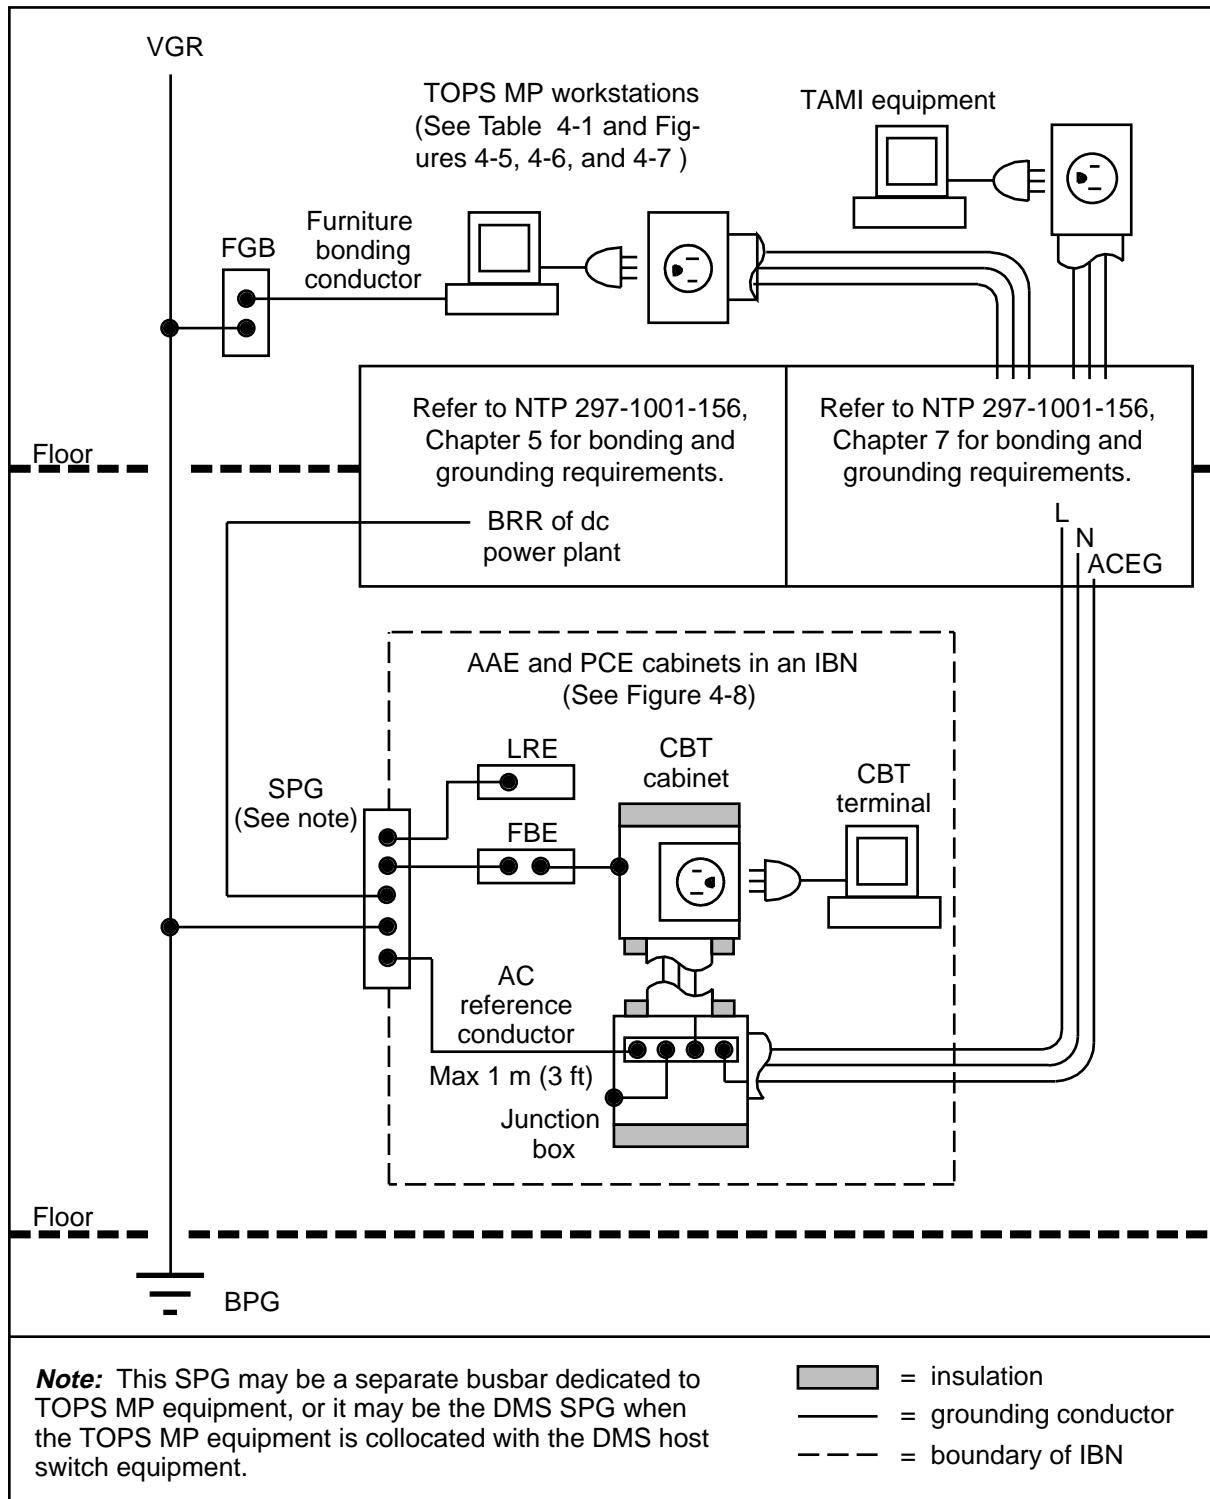 VGR
TOPS MP workstations
(See Table 4-1 and Fig-
ures 4-5, 4-6, and 4-7 )
TAMI equipment
FGB
Furniture
bonding
conductor
Refer to NTP 297-1001-156,
Chapter 5 for bonding and
grounding requirements.
Refer to NTP 297-1001-156,
Chapter 7 for bonding and
grounding requirements.
Floor
BRR of dc
power plant
L
N
ACEG
AAE and PCE cabinets in an IBN
(See Figure 4-8)
LRE
CBT
cabinet
CBT
terminal
SPG
(See note)
FBE
AC
reference
conductor
Max 1 m (3 ft)
Junction
box
Floor
BPG
Note: This SPG may be a separate busbar dedicated to
TOPS MP equipment, or it may be the DMS SPG when
the TOPS MP equipment is collocated with the DMS host
switch equipment.
= insulation
= grounding conductor
= boundary of IBN